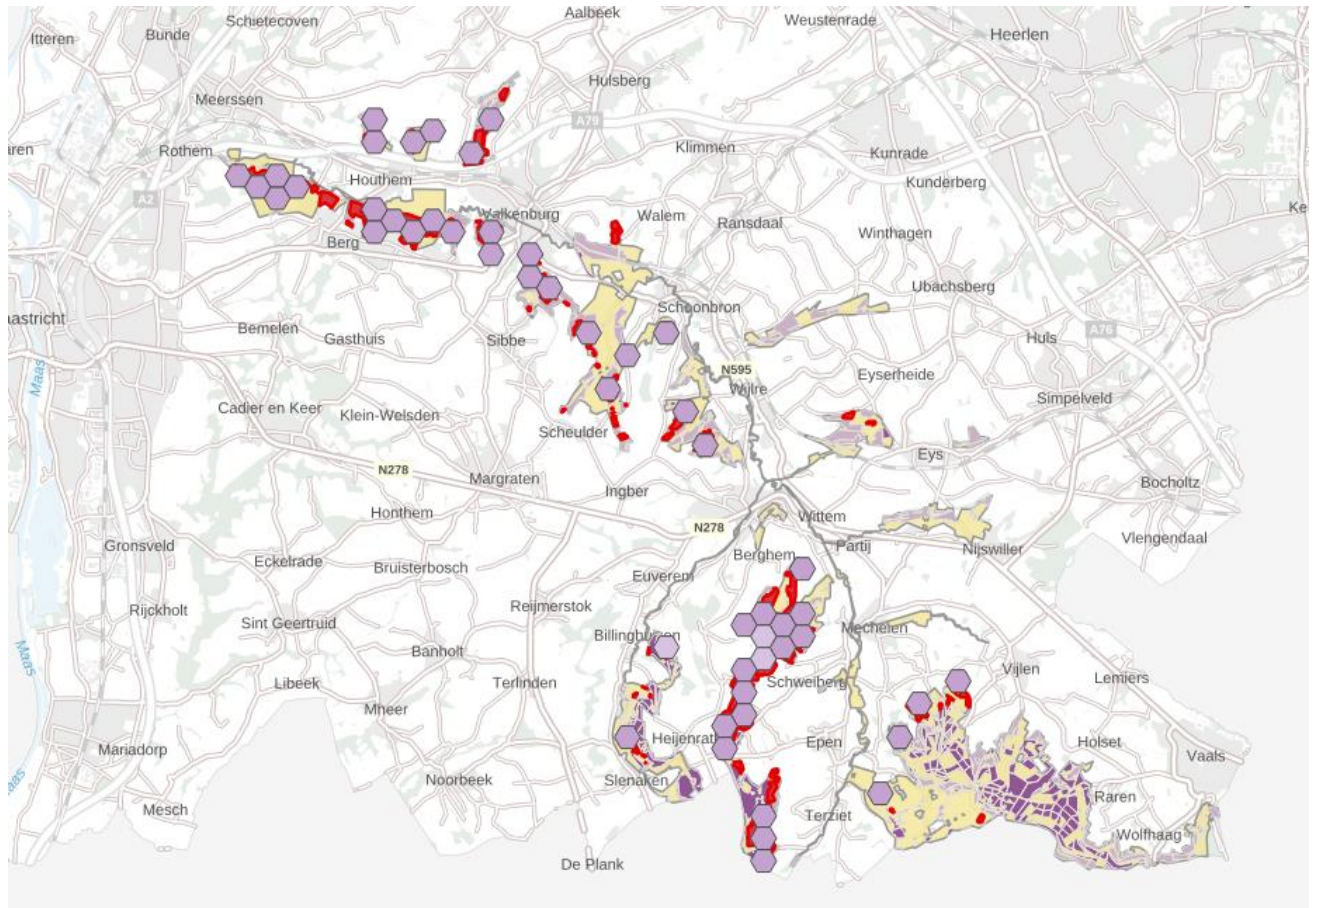 Aalbeek
Schietecoven
Weustenrade
Itteren
Bunde
Heerlen
Hulsberg
Meerssen
A79
aren
Rothem
Klimmen
Kunrade
Houthem
Kunderberg
A2
Ke
Valkenburg
Walem
Ransdaal
Winthagen
Berg
Ubachsberg
Schoonbron
aastricht
Bemelen
Gasthuis
Sibbe
A76
Huls
N595
Maas
Wijlre
Eyserheide
Simpelveld
Cadier en Keer
Klein-Welsden
Scheulder
Eys
N278
Margraten
Ingber
Bocholtz
Honthem
Wittem
N278
Gronsveld
Partij
Vlengendaal
Nijswiller
Berghem
Eckelrade
Bruisterbosch
Euverem
Rijckholt
Reijmerstok
Sint Geertruid
Mechelen
Banholt
Maas
Vijlen
Lemiers
Libeek
Terlinden
Schweiberg
Mheer
Heijenrath
Epen
Holset
Mariadorp
Vaals
Noorbeek
Slenaken
Maas
Raren
Mesch
Terziet
Wolfhaag
De Plank